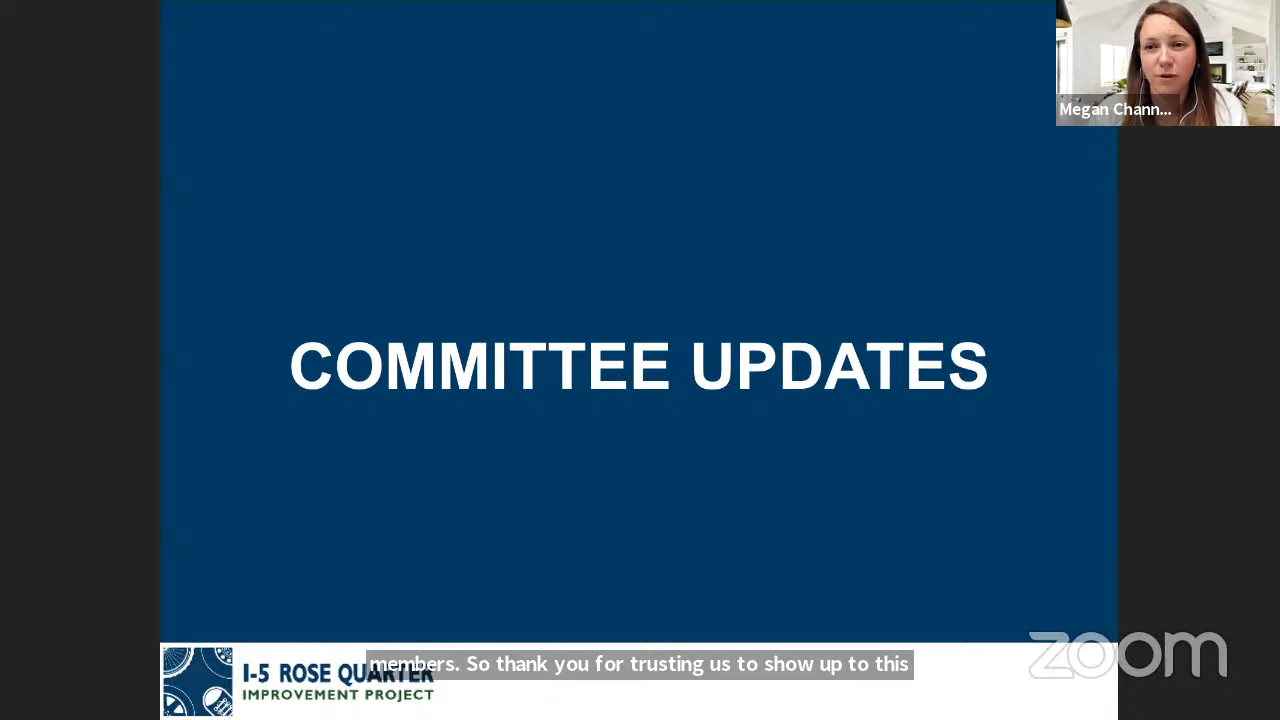 Megan Chann...
COMMITTEE UPDATES
I-5 ROSE QUARTER
IMPROVEMENT PROJECT
members. So thank you for trusting us to show up to this
zoom